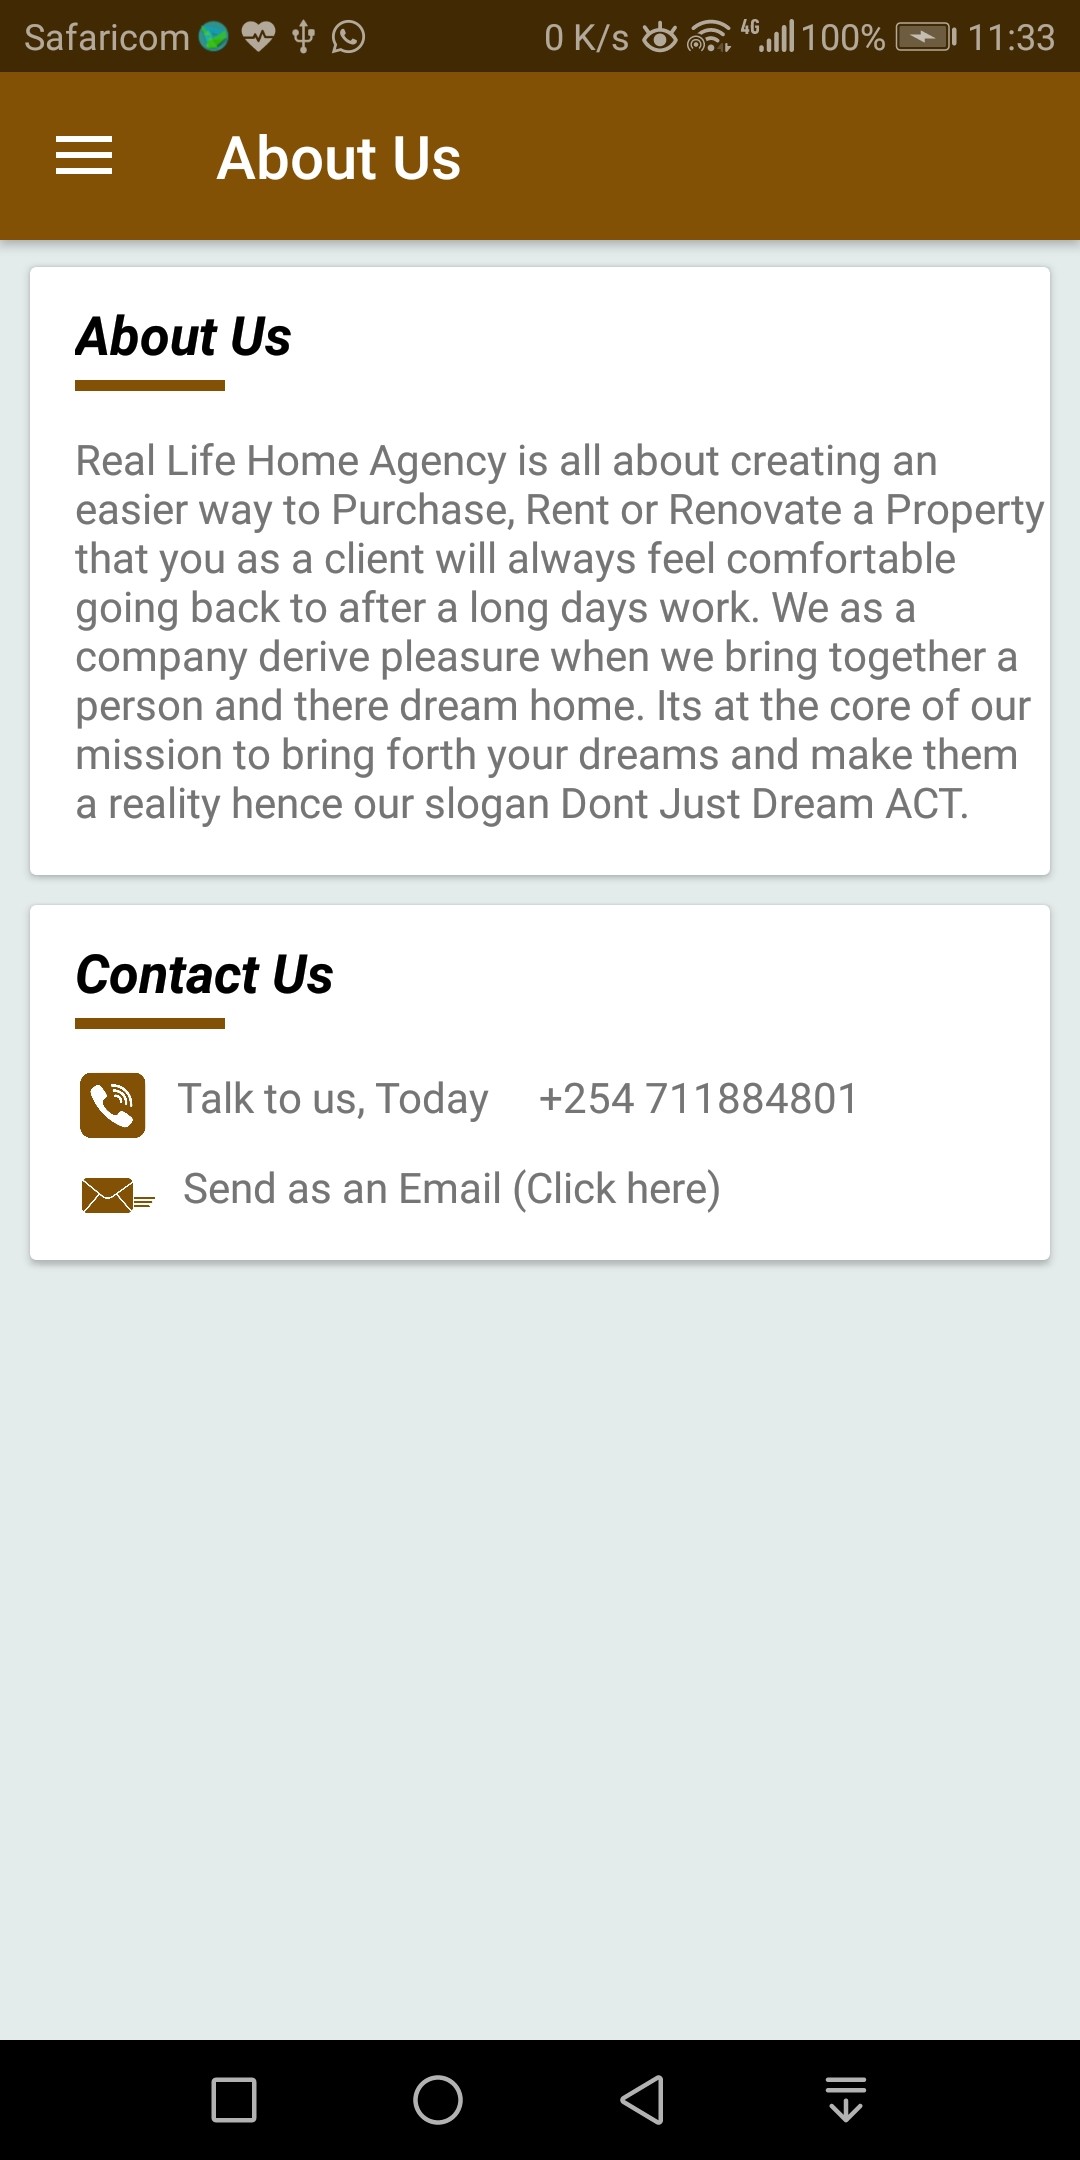 Safaricom 0 K/s 4G 100% 11:33
About Us
About Us
Real Life Home Agency is all about creating an
easier way to Purchase, Rent or Renovate a Property
that you as a client will always feel comfortable
going back to after a long days work. We as a
company derive pleasure when we bring together a
person and there dream home. Its at the core of our
mission to bring forth your dreams and make them
a reality hence our slogan Dont Just Dream ACT.
Contact Us
Talk to us, Today +254 711884801
Send as an Email (Click here)